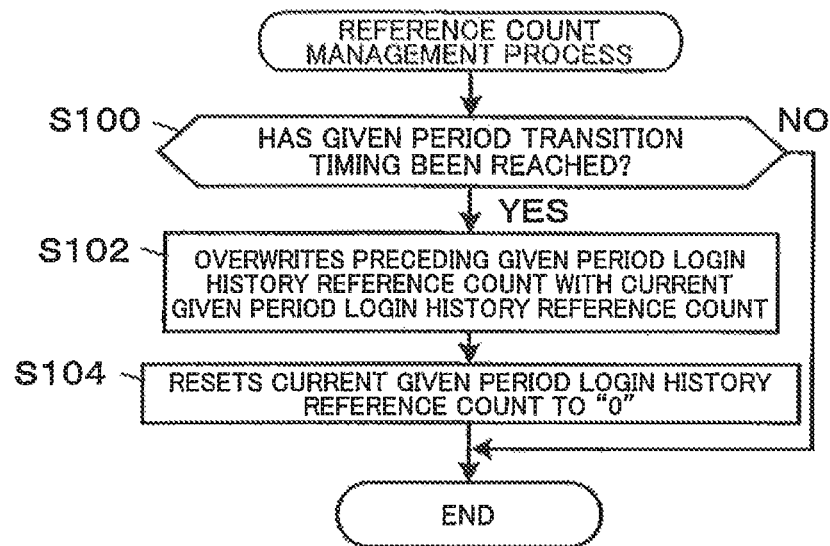 REFERENCE COUNT
MANAGEMENT PROCESS
S100
HAS GIVEN PERIOD TRANSITION
TIMING BEEN REACHED?
NO
YES
S102
OVERWRITES PRECEDING GIVEN PERIOD LOGIN
HISTORY REFERENCE COUNT WITH CURRENT
GIVEN PERIOD LOGIN HISTORY REFERENCE COUNT
S104
RESETS CURRENT GIVEN PERIOD LOGIN HISTORY
REFERENCE COUNT TO “0”
END